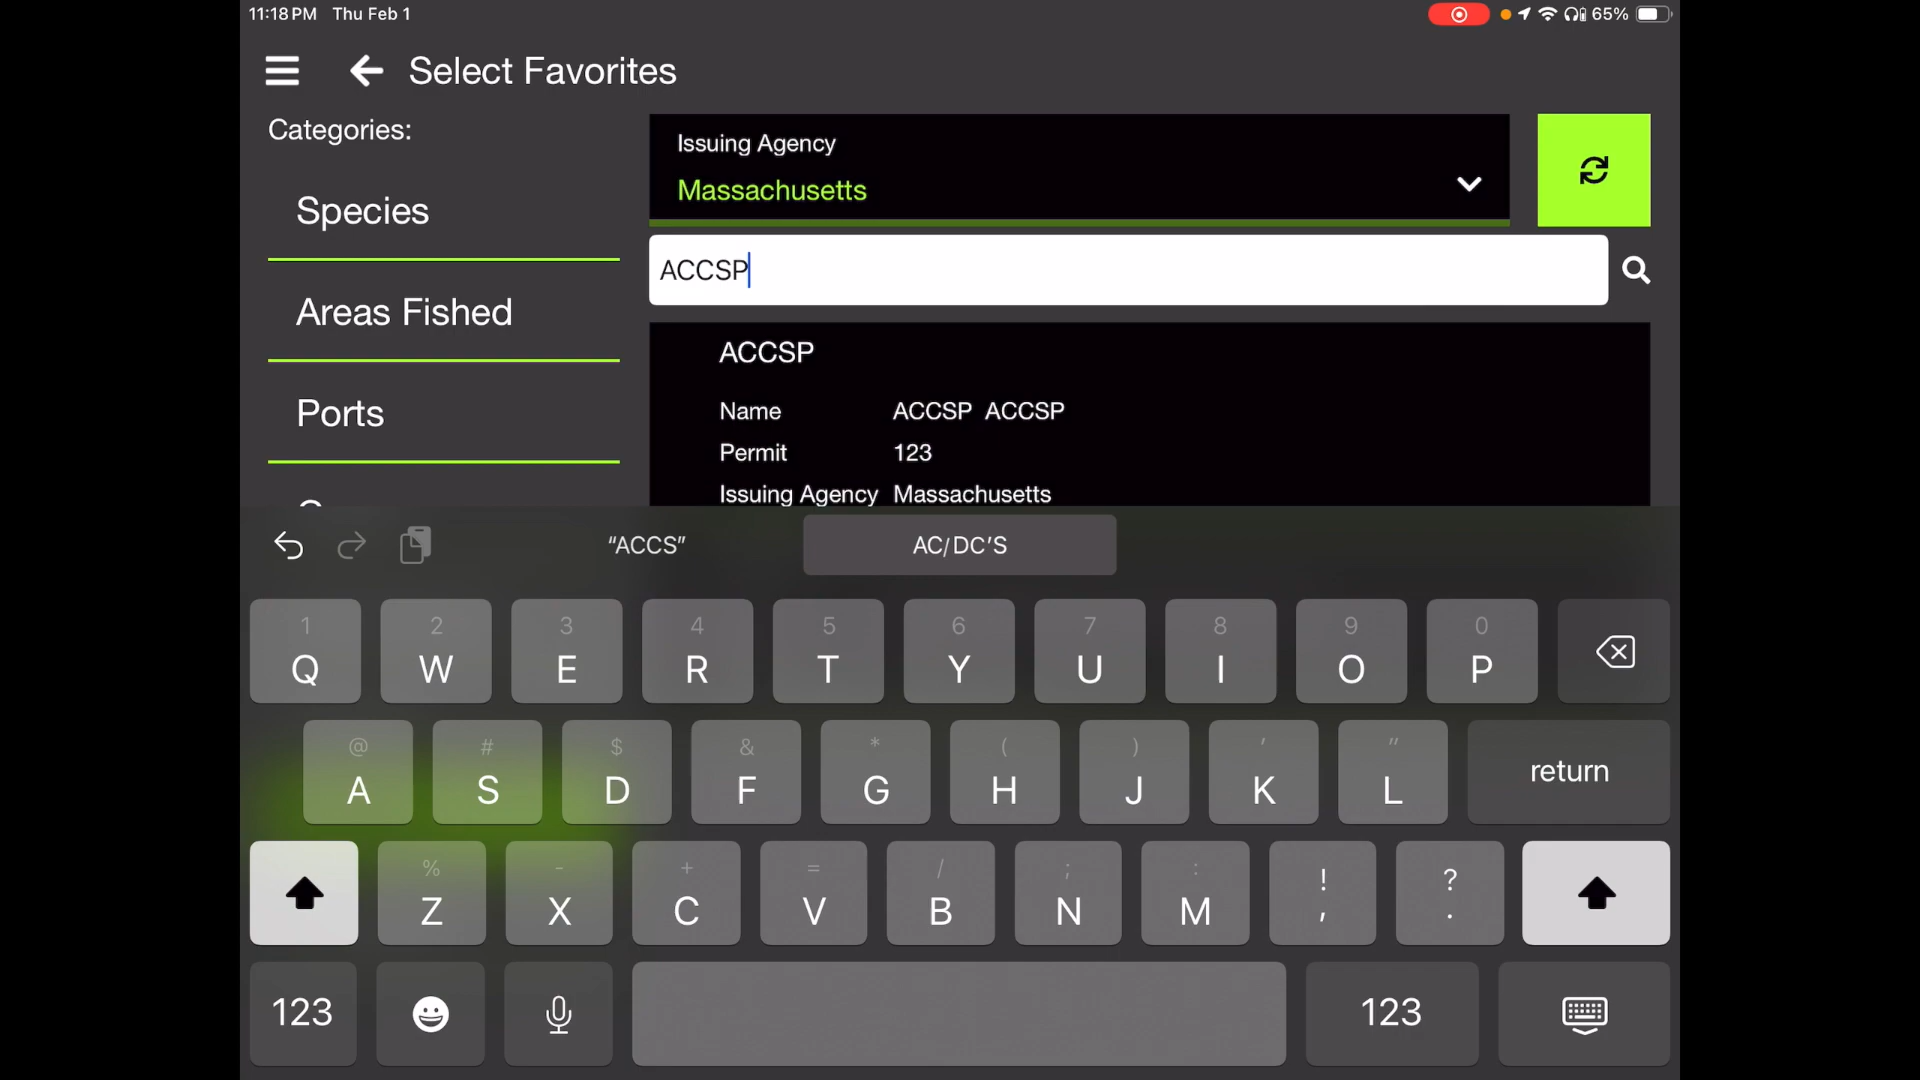 11:18 PM Thu Feb 1
65%
Select Favorites
Categories:
Species
Areas Fished
Ports
Issuing Agency
Massachusetts
ACCSP
ACCSP
Name ACCSP ACCSP
Permit 123
Issuing Agency Massachusetts
“ACCS” AC/DC’S
1 2 3 4 5 6 7 8 9 0
Q W E R T Y U I O P
@ # $ & * ( ) ' "
A S D F G H J K L return
% - + = / ; : ! ?
Z X C V B N M , .
123 123